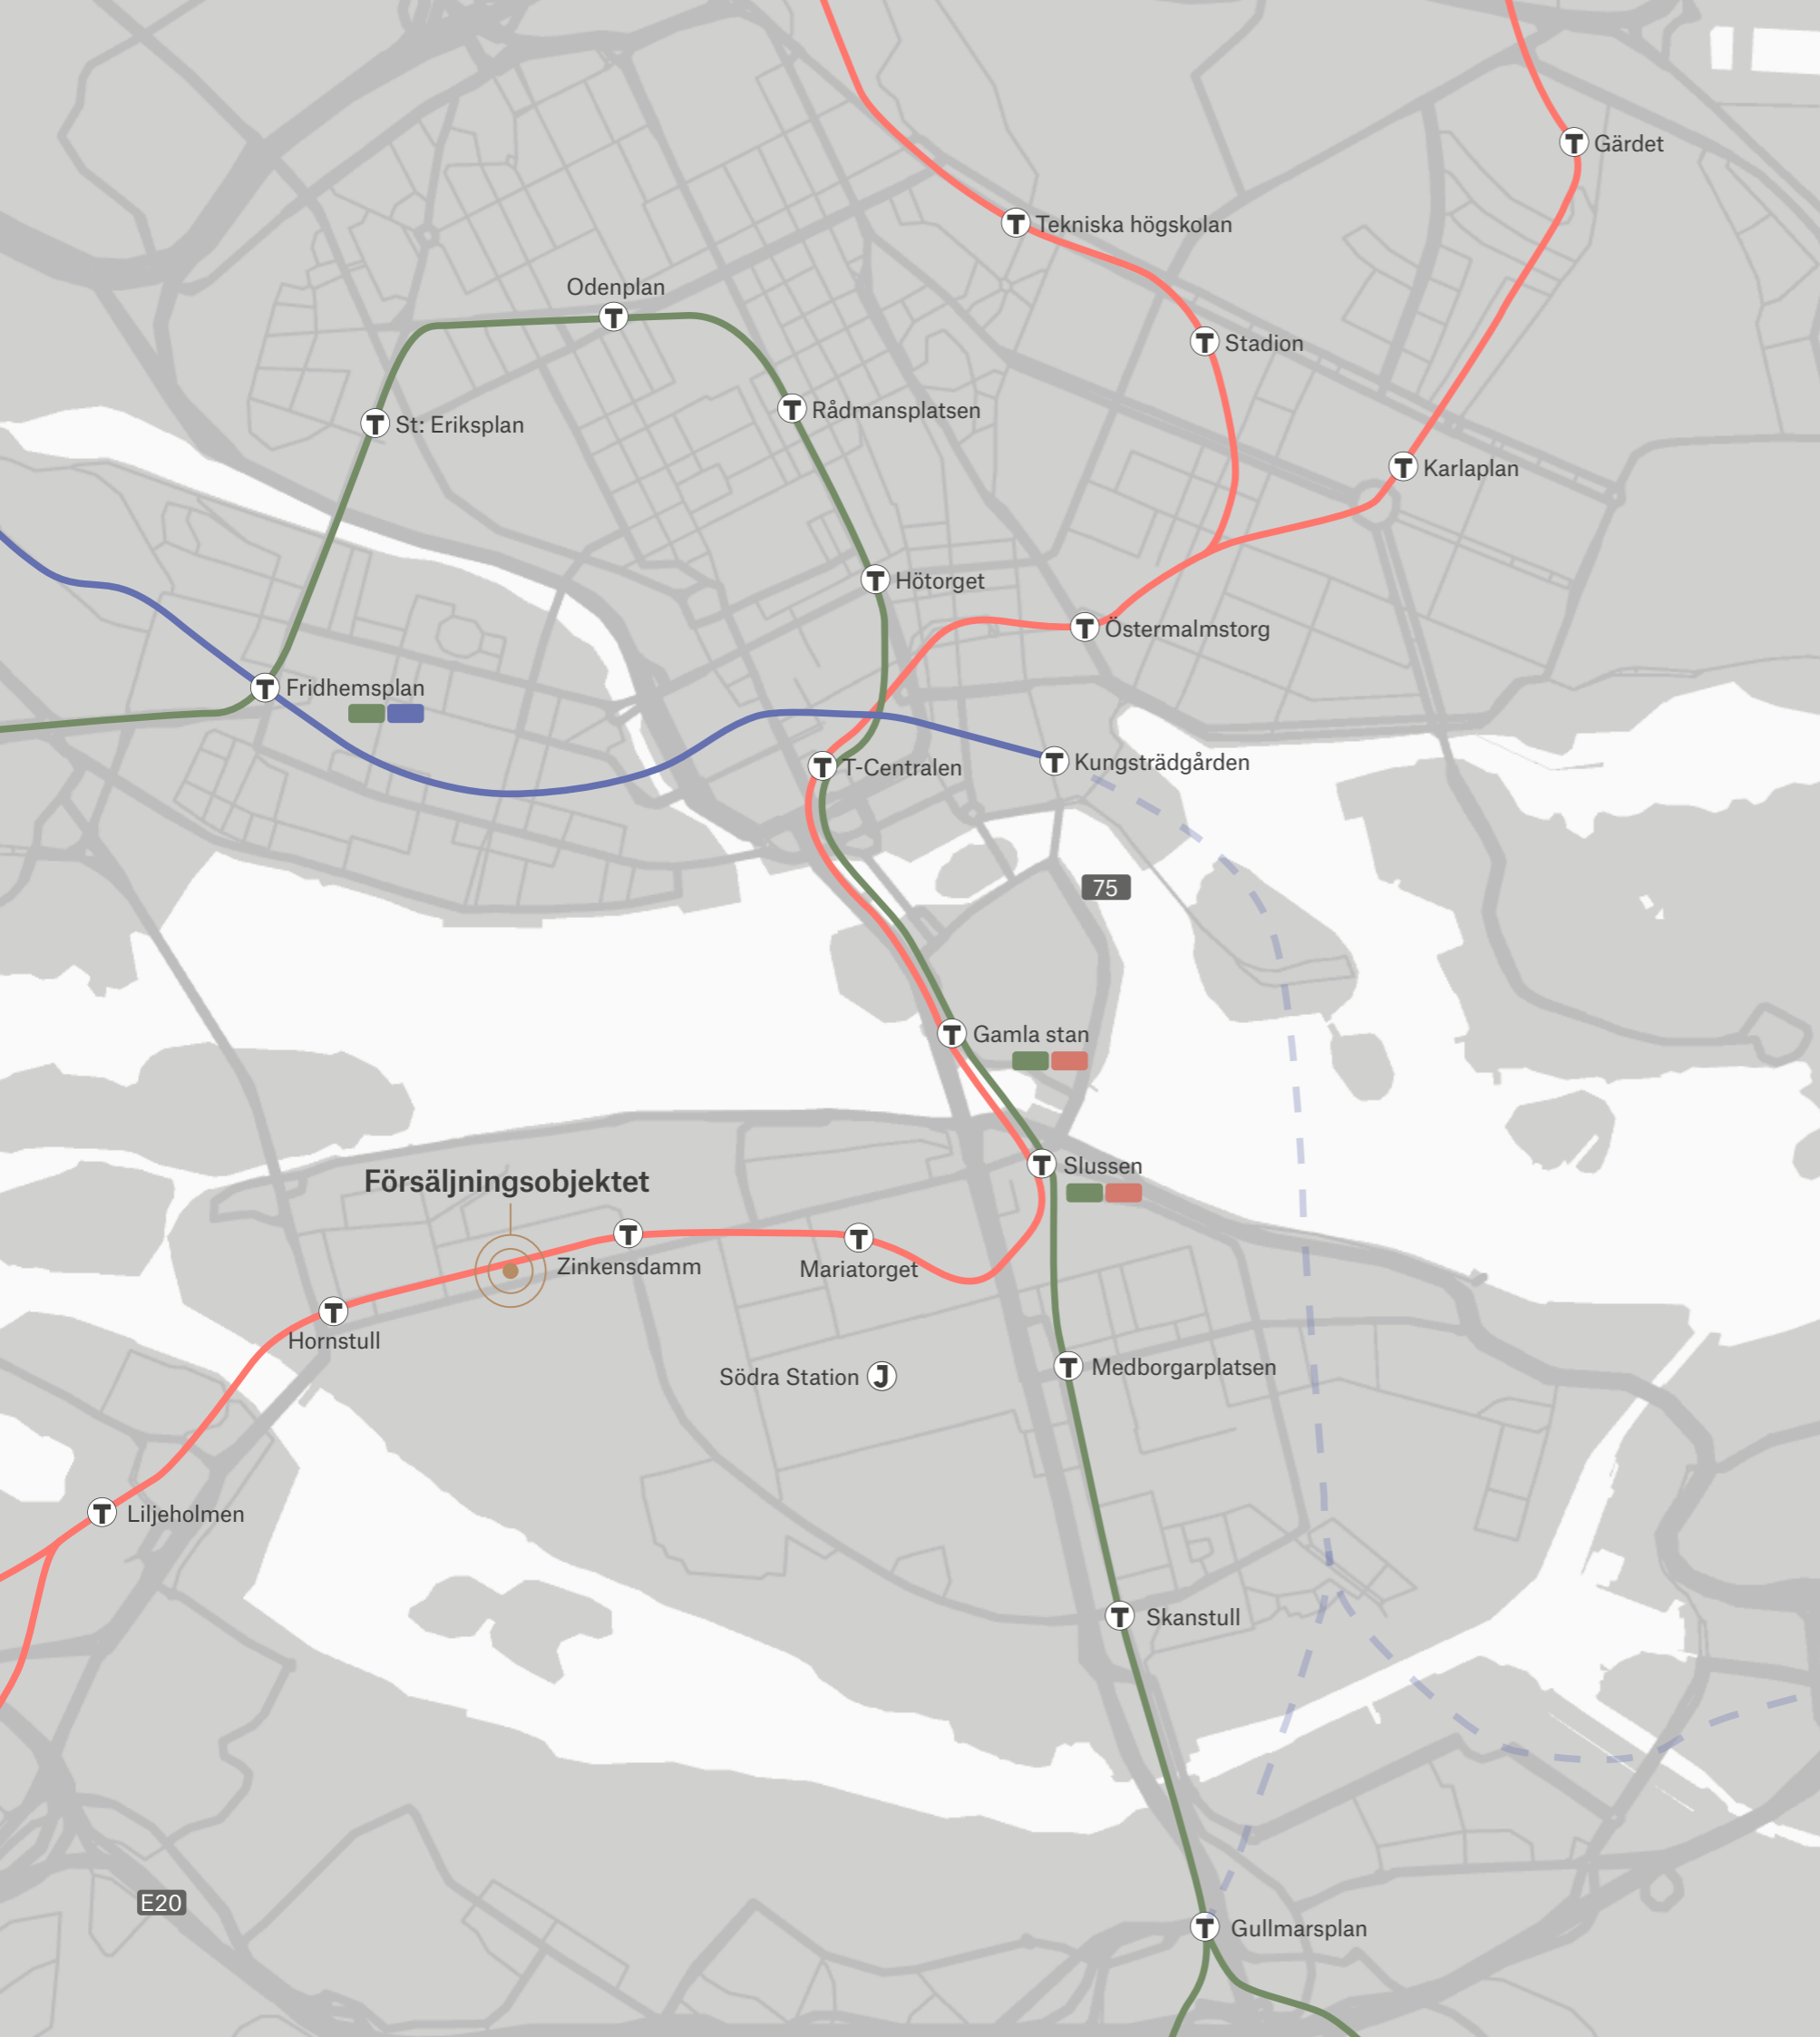 T Gärdet
T Tekniska högskolan
Odenplan
T
T Stadion
T Rådmansplatsen
T St: Eriksplan
T Karlaplan
T Hötorget
T Östermalmstorg
T Fridhemsplan
T Kungsträdgården
T T-Centralen
75
T Gamla stan
T Slussen
Försäljningsobjektet
T
Zinkensdamm
T
Mariatorget
T
Hornstull
T Medborgarplatsen
Södra Station J
T Liljeholmen
T Skanstull
E20
T Gullmarsplan